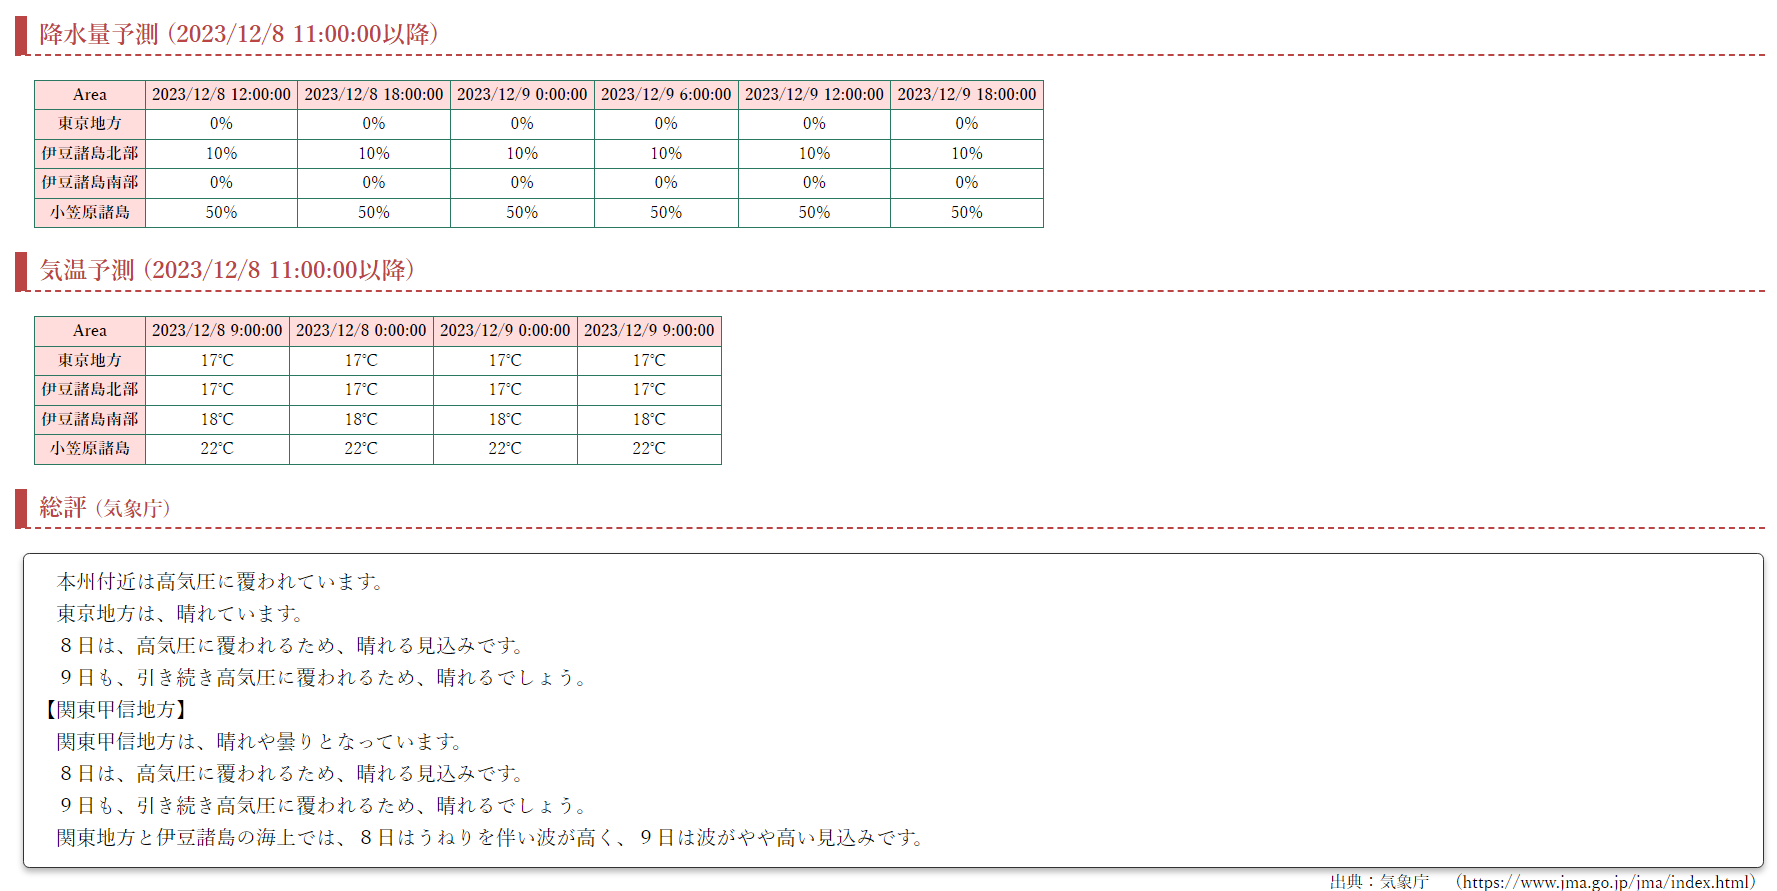 降水量予測 (2023/12/8 11:00:00以降)
Area 2023/12/8 12:00:00 2023/12/8 18:00:00 2023/12/9 0:00:00 2023/12/9 6:00:00 2023/12/9 12:00:00 2023/12/9 18:00:00
東京地方 0% 0% 0% 0% 0% 0%
伊豆諸島北部 10% 10% 10% 10% 10% 10%
伊豆諸島南部 0% 0% 0% 0% 0% 0%
小笠原諸島 50% 50% 50% 50% 50% 50%
気温予測 (2023/12/8 11:00:00以降)
Area 2023/12/8 9:00:00 2023/12/8 0:00:00 2023/12/9 0:00:00 2023/12/9 9:00:00
東京地方 17℃ 17℃ 17℃ 17℃
伊豆諸島北部 17℃ 17℃ 17℃ 17℃
伊豆諸島南部 18℃ 18℃ 18℃ 18℃
小笠原諸島 22℃ 22℃ 22℃ 22℃
総評 (気象庁)
本州付近は高気圧に覆われています。
東京地方は、晴れています。
８日は、高気圧に覆われるため、晴れる見込みです。
９日も、引き続き高気圧に覆われるため、晴れるでしょう。
【関東甲信地方】
関東甲信地方は、晴れや曇りとなっています。
８日は、高気圧に覆われるため、晴れる見込みです。
９日も、引き続き高気圧に覆われるため、晴れるでしょう。
関東地方と伊豆諸島の海上では、８日はうねりを伴い波が高く、９日は波がやや高い見込みです。
出典：気象庁 （https://www.jma.go.jp/jma/index.html）